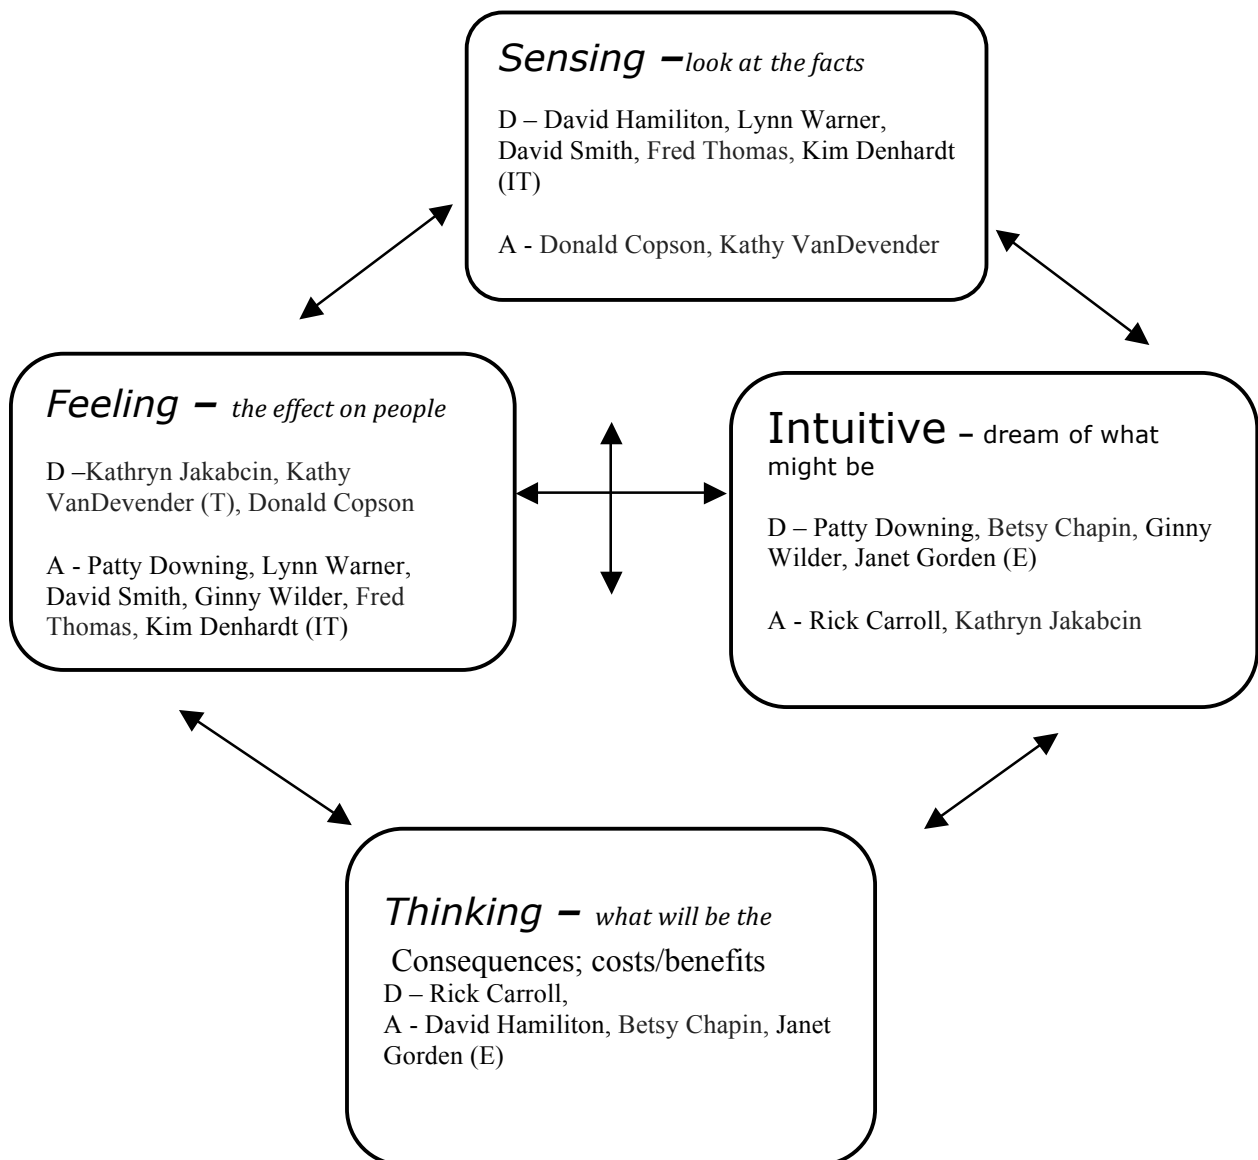 Sensing –look at the facts
D – David Hamiliton, Lynn Warner,
David Smith, Fred Thomas, Kim Denhardt
(IT)
A - Donald Copson, Kathy VanDevender
Feeling – the effect on people
D –Kathryn Jakabcin, Kathy
VanDevender (T), Donald Copson
A - Patty Downing, Lynn Warner,
David Smith, Ginny Wilder, Fred
Thomas, Kim Denhardt (IT)
Intuitive – dream of what
might be
D – Patty Downing, Betsy Chapin, Ginny
Wilder, Janet Gorden (E)
A - Rick Carroll, Kathryn Jakabcin
Thinking – what will be the
Consequences; costs/benefits
D – Rick Carroll,
A - David Hamiliton, Betsy Chapin, Janet
Gorden (E)